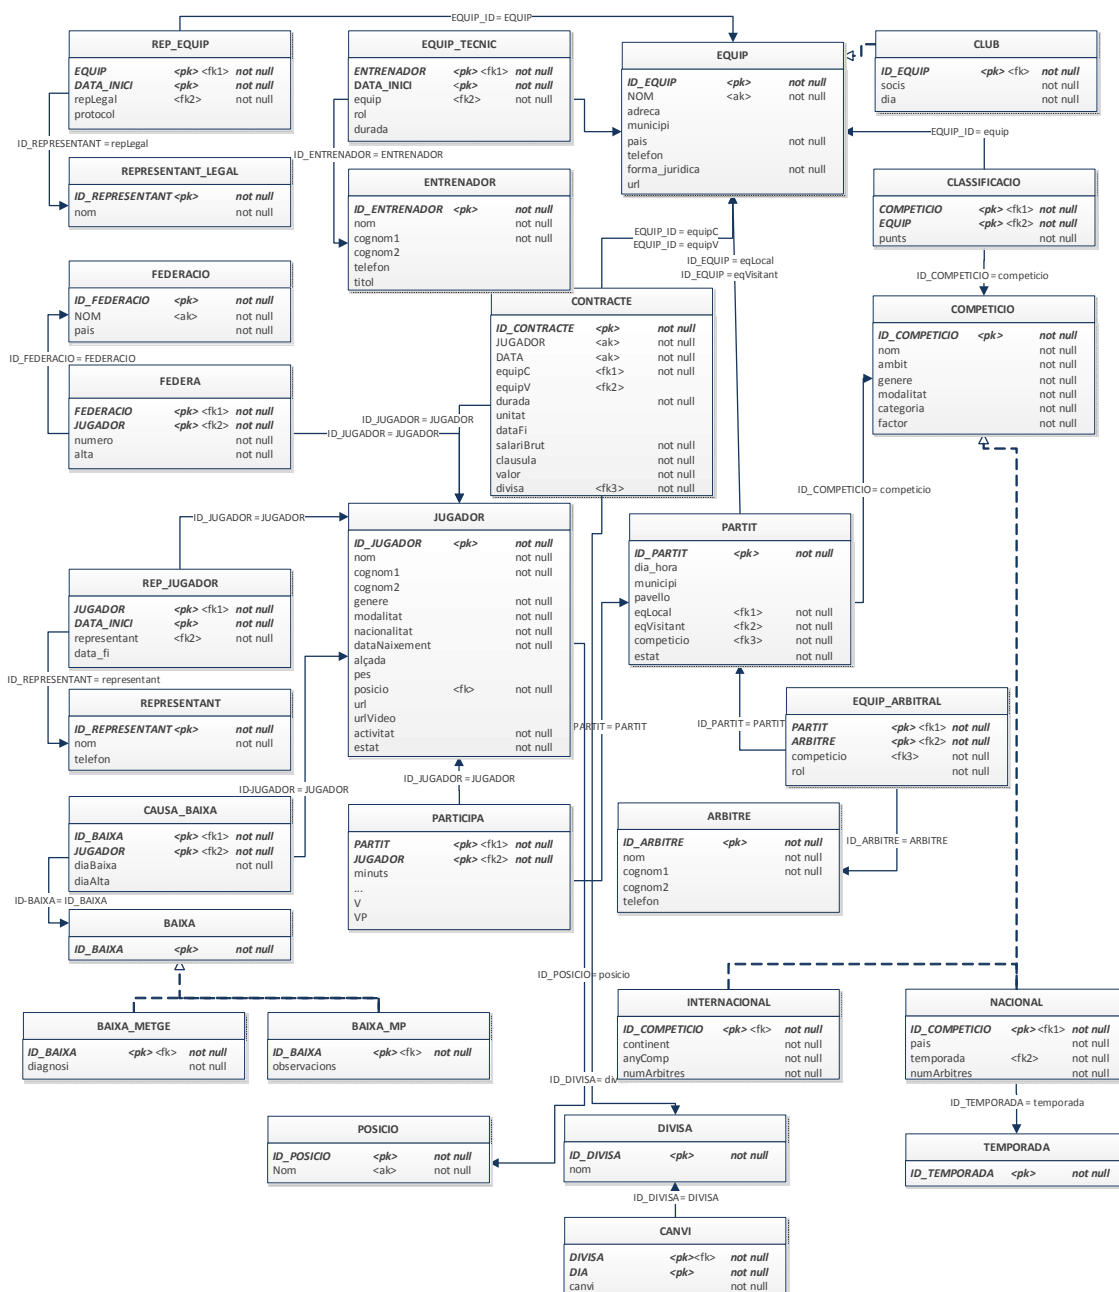 EQUIP_ID = EQUIP
REP_EQUIP
EQUIP <pk> <fk1> not null
DATA_INICI <pk> not null
repLegal <fk2> not null
protocol
EQUIP_TECNIC
ENTRENADOR <pk> <fk1> not null
DATA_INICI <pk> not null
equip <fk2> not null
rol
durada
EQUIP
ID_EQUIP <pk> not null
NOM <ak> not null
adreca
municipi
pais not null
telefon
forma_juridica not null
url
CLUB
ID_EQUIP <pk> <fk> not null
socis not null
dia not null
EQUIP_ID = equip
ID_REPRESENTANT = repLegal
ID_ENTRENADOR = ENTRENADOR
REPRESENTANT_LEGAL
ID_REPRESENTANT <pk> not null
nom not null
ENTRENADOR
ID_ENTRENADOR <pk> not null
nom not null
cognom1 not null
cognom2
telefon
titol
CLASSIFICACIO
COMPETICIO <pk> <fk1> not null
EQUIP <pk> <fk2> not null
punts not null
EQUIP_ID = equipC
EQUIP_ID = equipV
ID_EQUIP = eqLocal
ID_EQUIP = eqVisitant
ID_COMPETICIO = competicio
FEDERACIO
ID_FEDERACIO <pk> not null
NOM <ak> not null
pais not null
CONTRACTE
ID_CONTRACTE <pk> not null
JUGADOR <ak> not null
DATA <ak> not null
equipC <fk1> not null
equipV <fk2>
durada not null
unitat
dataFi
salariBrut not null
clausula not null
valor not null
divisa <fk3> not null
COMPETICIO
ID_COMPETICIO <pk> not null
nom not null
ambit not null
genere not null
modalitat not null
categoria not null
factor not null
ID_FEDERACIO = FEDERACIO
FEDERA
FEDERACIO <pk> <fk1> not null
JUGADOR <pk> <fk2> not null
numero not null
alta not null
ID_JUGADOR = JUGADOR
ID_JUGADOR = JUGADOR
ID_COMPETICIO = competicio
ID_JUGADOR = JUGADOR
JUGADOR
ID_JUGADOR <pk> not null
nom not null
cognom1 not null
cognom2
genere not null
modalitat not null
nacionalitat not null
dataNaixement not null
alçada
pes
posicio <fk> not null
url
urlVideo
activitat not null
estat not null
PARTIT
ID_PARTIT <pk> not null
dia_hora
municipi
pavello
eqLocal <fk1> not null
eqVisitant <fk2> not null
competicio <fk3> not null
estat not null
REP_JUGADOR
JUGADOR <pk> <fk1> not null
DATA_INICI <pk> not null
representant <fk2> not null
data_fi
ID_REPRESENTANT = representant
REPRESENTANT
ID_REPRESENTANT <pk> not null
nom not null
telefon not null
PARTIT = PARTIT
ID_PARTIT = PARTIT
EQUIP_ARBITRAL
PARTIT <pk> <fk1> not null
ARBITRE <pk> <fk2> not null
competicio <fk3> not null
rol not null
ID_JUGADOR = JUGADOR
ID-JUGADOR = JUGADOR
CAUSA_BAIXA
ID_BAIXA <pk> <fk1> not null
JUGADOR <pk> <fk2> not null
diaBaixa not null
diaAlta
PARTICIPA
PARTIT <pk> <fk1> not null
JUGADOR <pk> <fk2> not null
minuts
...
V
VP
ARBITRE
ID_ARBITRE <pk> not null
nom not null
cognom1 not null
cognom2
telefon
ID_ARBITRE = ARBITRE
ID-BAIXA = ID_BAIXA
BAIXA
ID_BAIXA <pk> not null
ID_POSICIO = posicio
BAIXA_METGE
ID_BAIXA <pk> <fk> not null
diagnosi not null
BAIXA_MP
ID_BAIXA <pk> <fk> not null
observacions
INTERNACIONAL
ID_COMPETICIO <pk> <fk> not null
continent not null
anyComp not null
numArbitres not null
NACIONAL
ID_COMPETICIO <pk> <fk1> not null
pais not null
temporada <fk2> not null
numArbitres not null
ID_DIVISA = div
ID_TEMPORADA = temporada
POSICIO
ID_POSICIO <pk> not null
Nom <ak> not null
DIVISA
ID_DIVISA <pk> not null
nom
TEMPORADA
ID_TEMPORADA <pk> not null
ID_DIVISA = DIVISA
CANVI
DIVISA <pk><fk> not null
DIA <pk> not null
canvi not null